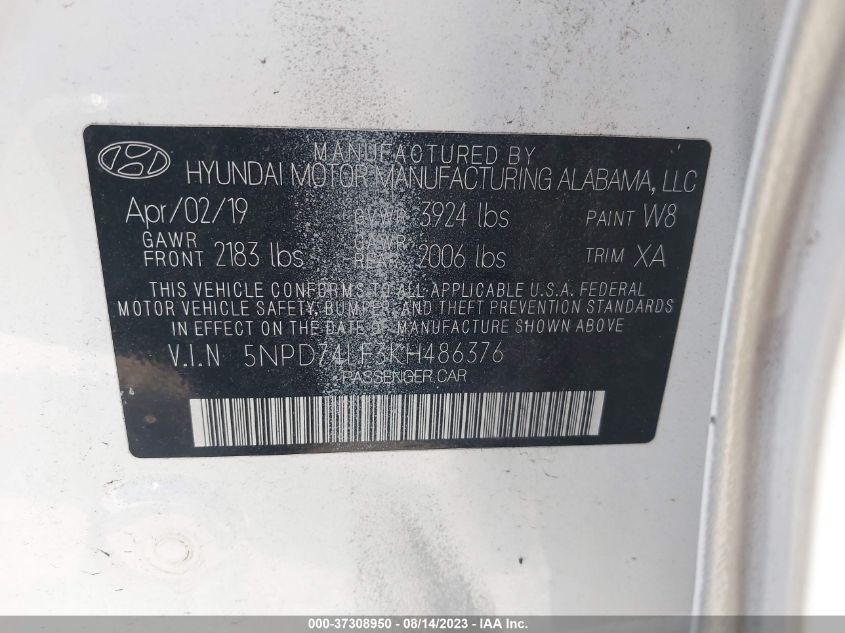 MANUFACTURED BY
HYUNDAI MOTOR MANUFACTURING ALABAMA, LLC
Apr/02/19 GVWR 3924 lbs PAINT W8
GAWR FRONT 2183 lbs GAWR REAR 2006 lbs TRIM XA
THIS VEHICLE CONFORMS TO ALL APPLICABLE U.S.A. FEDERAL
MOTOR VEHICLE SAFETY, BUMPER, AND THEFT PREVENTION STANDARDS
IN EFFECT ON THE DATE OF MANUFACTURE SHOWN ABOVE
V.I.N 5NPD74LF3KH486376
PASSENGER CAR
000-37308950 - 08/14/2023 - Copyright © 2023 IAA, Inc.